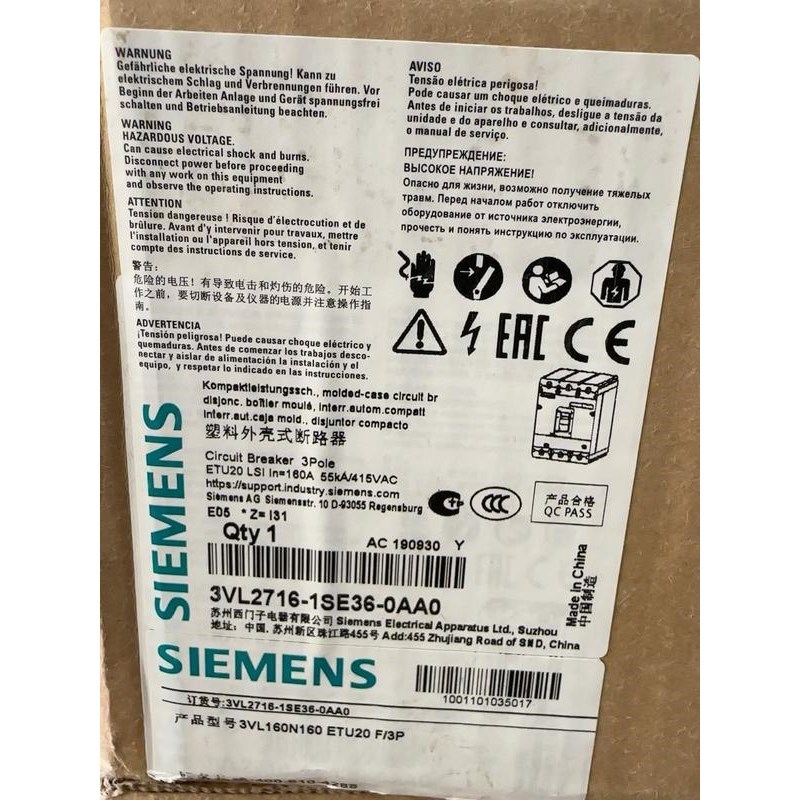 WARNUNG
Gefährliche elektrische Spannung! Kann zu
elektrischem Schlag und Verbrennungen führen. Vor
Beginn der Arbeiten Anlage und Gerät spannungsfrei
schalten und Betriebsanleitung beachten.
WARNING
HAZARDOUS VOLTAGE.
Can cause electrical shock and burns.
Disconnect power before proceeding
with any work on this equipment
and observe the operating instructions.
ATTENTION
Tension dangereuse ! Risque d'électrocution et de
brûlure. Avant d'y intervenir pour travaux, mettre
l'installation ou l'appareil hors tension, et tenir
compte des instructions de service.
警告:
危险的电压! 有导致电击和灼伤的危险。开始工
作之前, 要切断设备及仪器的电源并注意操作指
南。
ADVERTENCIA
¡Tensión peligrosa! Puede causar choque eléctrico y
quemaduras. Antes de comenzar los trabajos desco-
nectar y aislar de alimentación la instalación y el
equipo, y respetar lo indicado en las instrucciones.
AVISO
Tensão elétrica perigosa!
Pode causar um choque elétrico e queimaduras.
Antes de iniciar os trabalhos, desligue a tensão da
unidade e do aparelho e consultar, adicionalmente,
o manual de serviço.
ПРЕДУПРЕЖДЕНИЕ:
ВЫСОКОЕ НАПРЯЖЕНИЕ!
Опасно для жизни, возможно получение тяжелых
травм. Перед началом работ отключить
оборудование от источника электроэнергии,
прочесть и понять инструкцию по эксплуатации.
EAC CE
SIEMENS
Kompaktleistungssch., molded-case circuit br
disjonc. boîtier moulé, interr.autom.compatt
interr.aut.caja mold., disjuntor compacto
塑料外壳式断路器
Circuit Breaker 3Pole
ETU20 LSI In=160A 55kA/415VAC
https://support.industry.siemens.com
Siemens AG Siemensstr. 10 D-93055 Regensburg
E05 *Z= I31
CCC
产品合格
QC PASS
Qty 1
AC 190930 Y
3VL2716-1SE36-0AA0
Made in China
中国制造
苏州西门子电器有限公司 Siemens Electrical Apparatus Ltd., Suzhou
地址: 中国. 苏州新区珠江路455号 Add:455 Zhujiang Road of SND, China
SIEMENS
1001101035017
订货号:3VL2716-1SE36-0AA0
产品型号3VL160N160 ETU20 F/3P